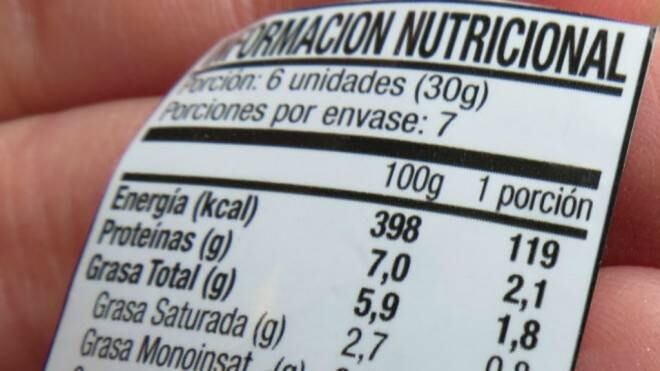 INFORMACION NUTRICIONAL
Porción: 6 unidades (30g)
Porciones por envase: 7
100g 1 porción
Energía (kcal) 398 119
Proteínas (g) 7,0 2,1
Grasa Total (g) 5,9 1,8
Grasa Saturada (g) 2,7
Grasa Monoinsat. (g)